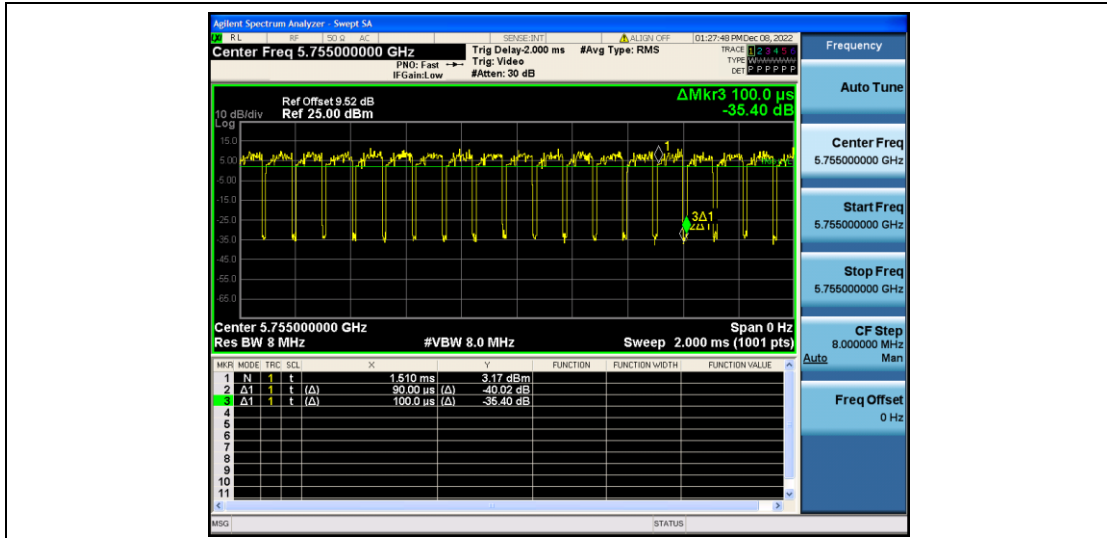 Agilent Spectrum Analyzer - Swept SA
RL RF 50 Ω AC SENSE:INT ALIGN OFF 01:27:48 PM Dec 08, 2022
Center Freq 5.755000000 GHz
PNO: Fast
IFGain:Low
Trig Delay-2.000 ms #Avg Type: RMS
Trig: Video
#Atten: 30 dB
TRACE 1 2 3 4 5 6
TYPE
DET P P P P P P
Frequency
Auto Tune
Center Freq
5.755000000 GHz
Start Freq
5.755000000 GHz
Stop Freq
5.755000000 GHz
CF Step
8.000000 MHz
Auto Man
Freq Offset
0 Hz
ΔMkr3 100.0 µs
-35.40 dB
Ref Offset 9.52 dB
10 dB/div Ref 25.00 dBm
Log
15.0
5.00
-5.00
-15.0
-25.0
-35.0
-45.0
-55.0
-65.0
1
3Δ1
2Δ1
Center 5.755000000 GHz Span 0 Hz
Res BW 8 MHz #VBW 8.0 MHz Sweep 2.000 ms (1001 pts)
MKR MODE TRC SCL X Y FUNCTION FUNCTION WIDTH FUNCTION VALUE
1 N 1 t 1.510 ms 3.17 dBm
2 Δ1 1 t (Δ) 90.00 µs (Δ) -40.02 dB
3 Δ1 1 t (Δ) 100.0 µs (Δ) -35.40 dB
4
5
6
7
8
9
10
11
MSG STATUS